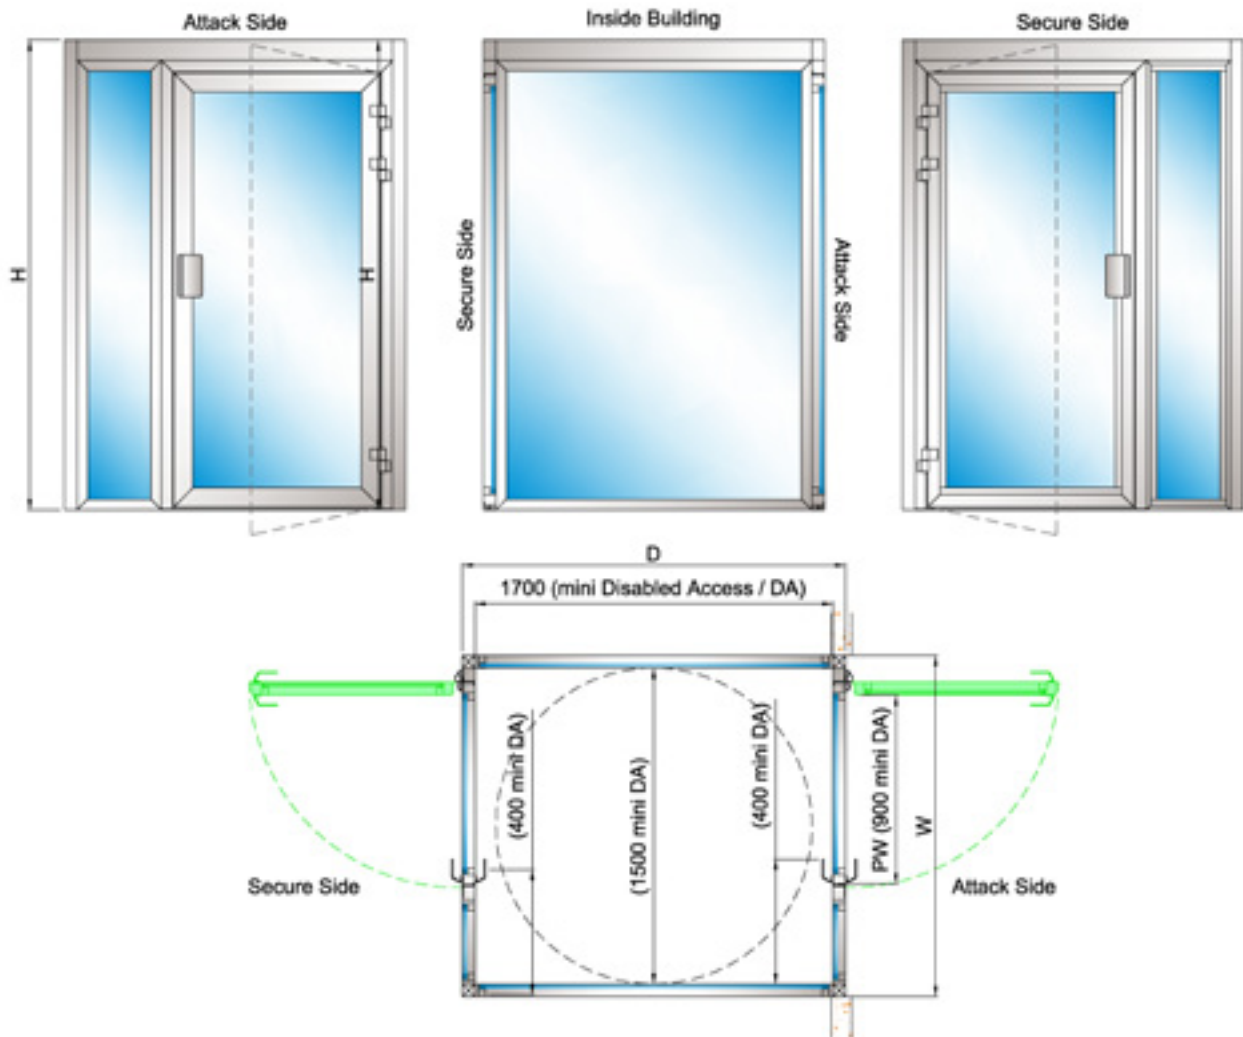 Attack Side
Inside Building
Secure Side
H
H
Secure Side
Attack Side
D
1700 (mini Disabled Access / DA)
(400 mini DA)
(1500 mini DA)
(400 mini DA)
PW (900 mini DA)
W
Secure Side
Attack Side